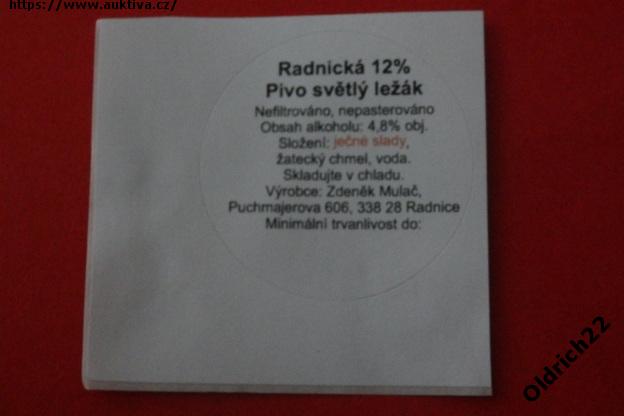 https://www.auktiva.cz/
Radnická 12%
Pivo světlý ležák
Nefiltrováno, nepasterováno
Obsah alkoholu: 4,8% obj.
Složení: ječné slady,
žatecký chmel, voda.
Skladujte v chladu.
Výrobce: Zdeněk Mulač,
Puchmajerova 606, 338 28 Radnice
Minimální trvanlivost do:
Oldrich22